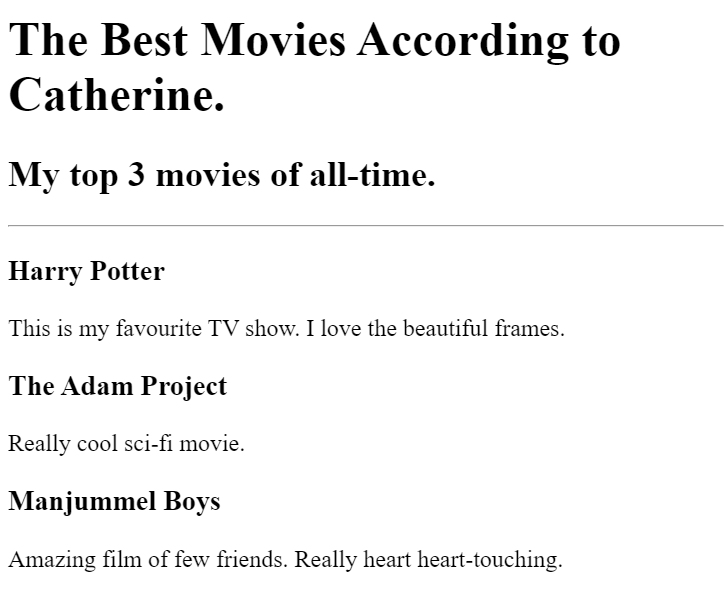 The Best Movies According to
Catherine.
My top 3 movies of all-time.
Harry Potter
This is my favourite TV show. I love the beautiful frames.
The Adam Project
Really cool sci-fi movie.
Manjummel Boys
Amazing film of few friends. Really heart heart-touching.